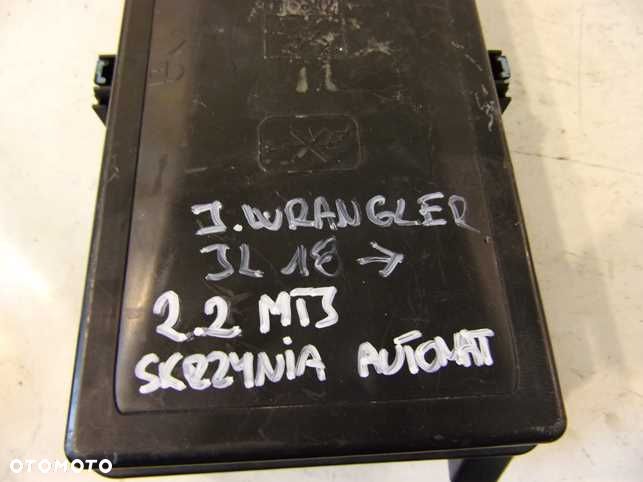 J. WRANGLER
JL 18 →
2.2 MTJ
SKRZYNIA AUTOMAT
OTOMOTO